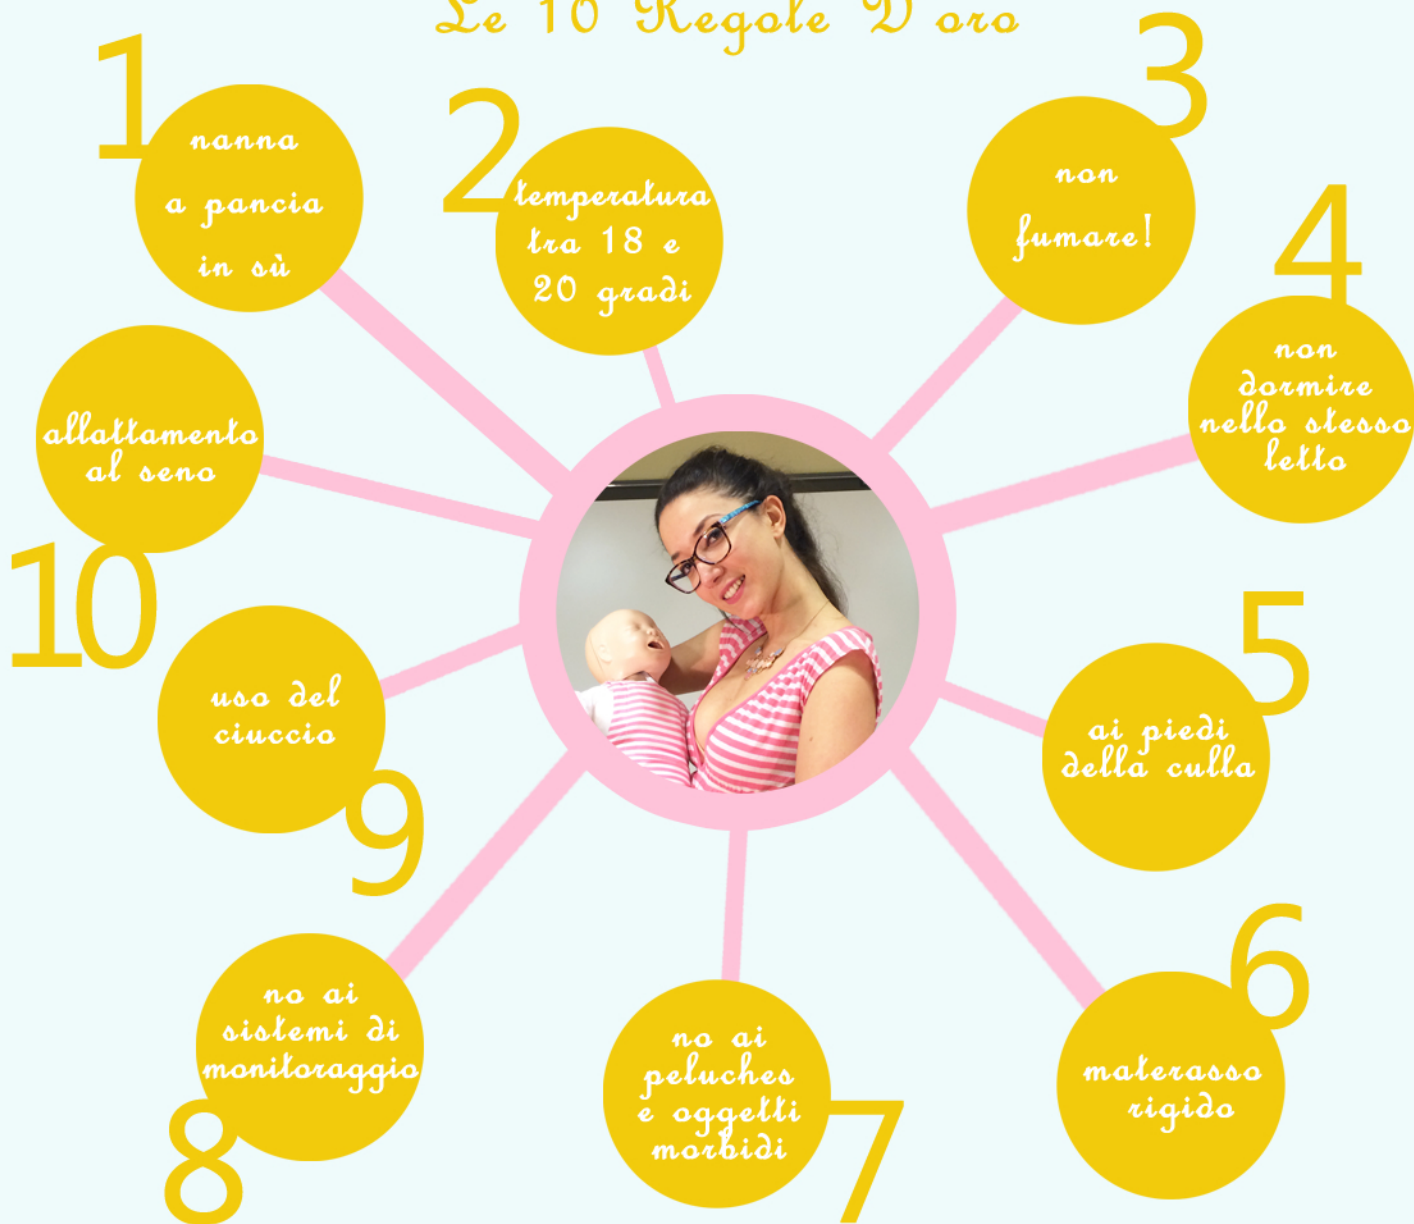 Le 10 Regole D'oro
1
nanna
a pancia
in sù
2
temperatura
tra 18 e
20 gradi
3
non
fumare!
4
non
dormire
nello stesso
letto
5
ai piedi
della culla
6
materasso
rigido
7
no ai
peluches
e oggetti
morbidi
8
no ai
sistemi di
monitoraggio
9
uso del
ciuccio
10
allattamento
al seno